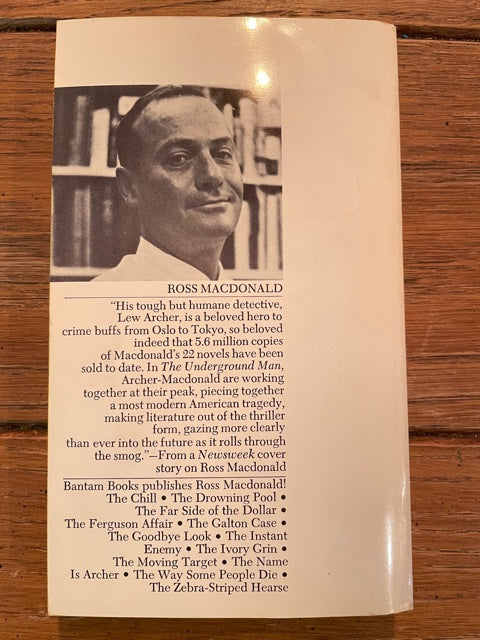 ROSS MACDONALD
“His tough but humane detective,
Lew Archer, is a beloved hero to
crime buffs from Oslo to Tokyo, so beloved
indeed that 5.6 million copies
of Macdonald’s 22 novels have been
sold to date. In The Underground Man,
Archer-Macdonald are working
together at their peak, piecing together
a most modern American tragedy,
making literature out of the thriller
form, gazing more clearly
than ever into the future as it rolls through
the smog.”—From a Newsweek cover
story on Ross Macdonald
Bantam Books publishes Ross Macdonald!
The Chill • The Drowning Pool •
The Far Side of the Dollar •
The Ferguson Affair • The Galton Case •
The Goodbye Look • The Instant
Enemy • The Ivory Grin •
The Moving Target • The Name
Is Archer • The Way Some People Die •
The Zebra-Striped Hearse